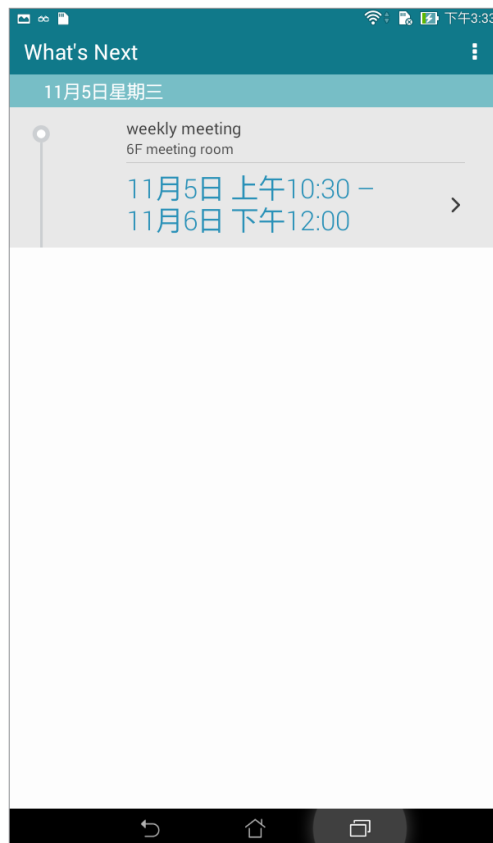 下午3:33
What's Next
11月5日星期三
weekly meeting
6F meeting room
11月5日 上午10:30 –
11月6日 下午12:00